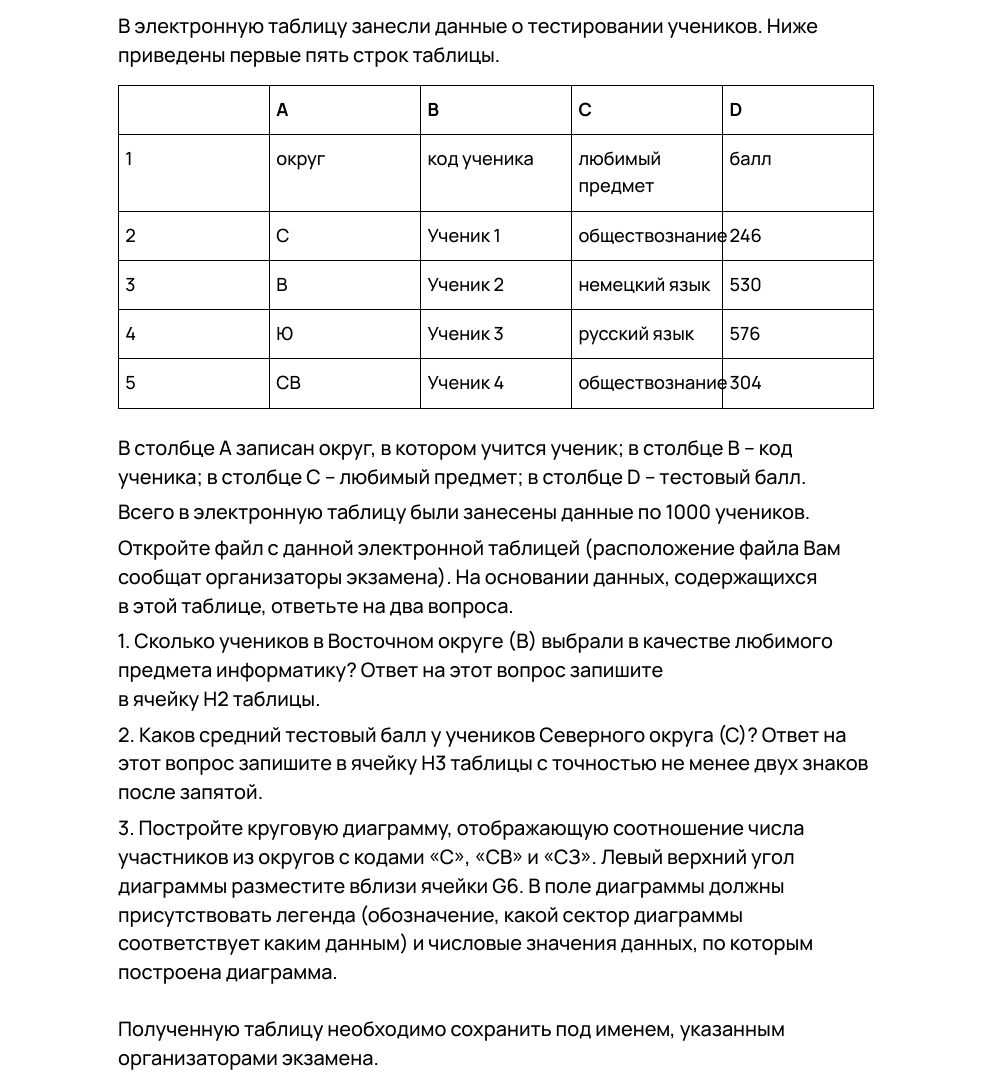 В электронную таблицу занесли данные о тестировании учеников. Ниже
приведены первые пять строк таблицы.
A B C D
1 округ код ученика любимый предмет балл
2 С Ученик 1 обществознание 246
3 В Ученик 2 немецкий язык 530
4 Ю Ученик 3 русский язык 576
5 СВ Ученик 4 обществознание 304
В столбце A записан округ, в котором учится ученик; в столбце B – код
ученика; в столбце C – любимый предмет; в столбце D – тестовый балл.
Всего в электронную таблицу были занесены данные по 1000 учеников.
Откройте файл с данной электронной таблицей (расположение файла Вам
сообщат организаторы экзамена). На основании данных, содержащихся
в этой таблице, ответьте на два вопроса.
1. Сколько учеников в Восточном округе (В) выбрали в качестве любимого
предмета информатику? Ответ на этот вопрос запишите
в ячейку H2 таблицы.
2. Каков средний тестовый балл у учеников Северного округа (С)? Ответ на
этот вопрос запишите в ячейку H3 таблицы с точностью не менее двух знаков
после запятой.
3. Постройте круговую диаграмму, отображающую соотношение числа
участников из округов с кодами «С», «СВ» и «СЗ». Левый верхний угол
диаграммы разместите вблизи ячейки G6. В поле диаграммы должны
присутствовать легенда (обозначение, какой сектор диаграммы
соответствует каким данным) и числовые значения данных, по которым
построена диаграмма.
Полученную таблицу необходимо сохранить под именем, указанным
организаторами экзамена.